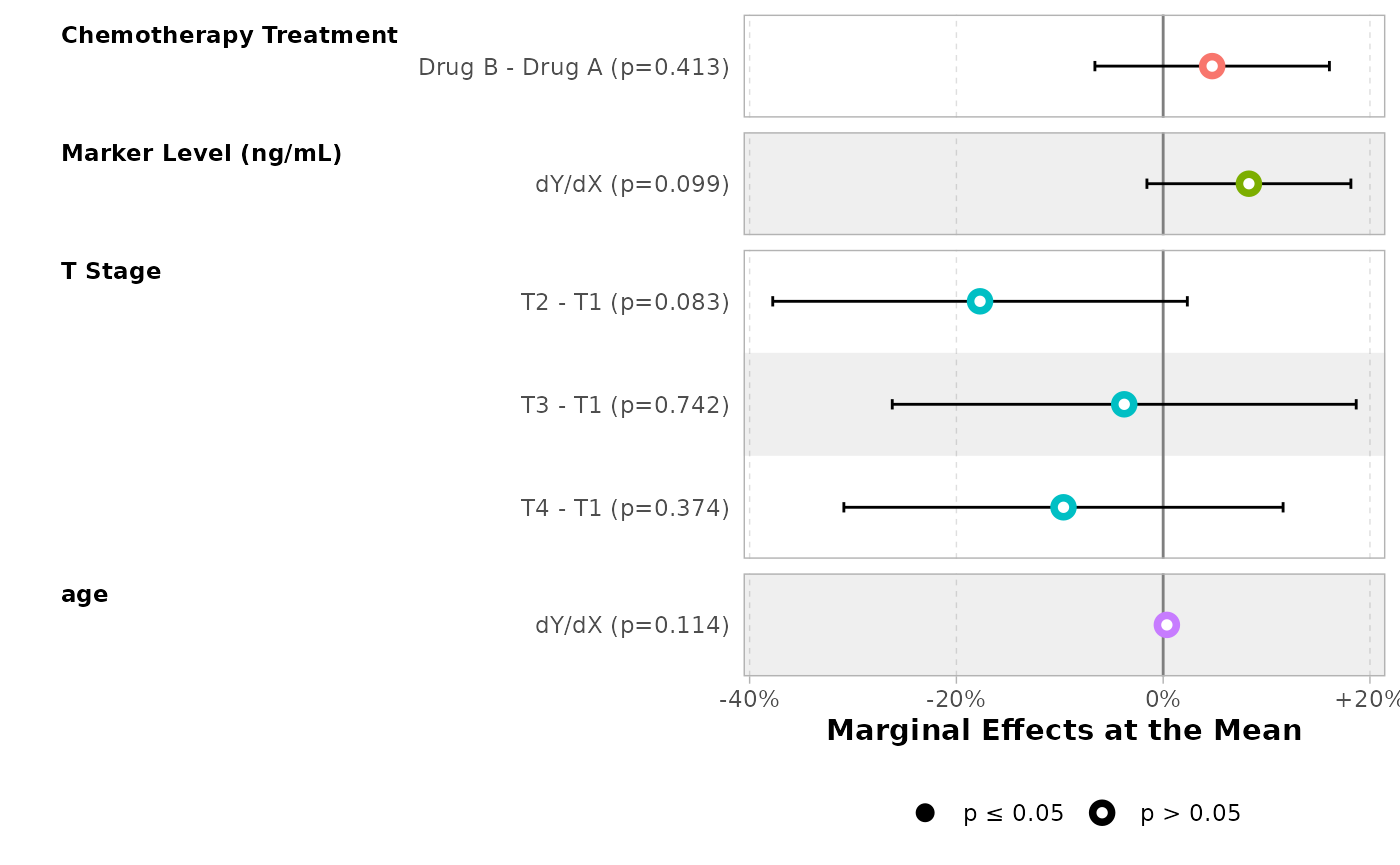 Chemotherapy Treatment
Drug B - Drug A (p=0.413)
Marker Level (ng/mL)
dY/dX (p=0.099)
T Stage
T2 - T1 (p=0.083)
T3 - T1 (p=0.742)
T4 - T1 (p=0.374)
age
dY/dX (p=0.114)
-40% -20% 0% +20%
Marginal Effects at the Mean
p ≤ 0.05 p > 0.05